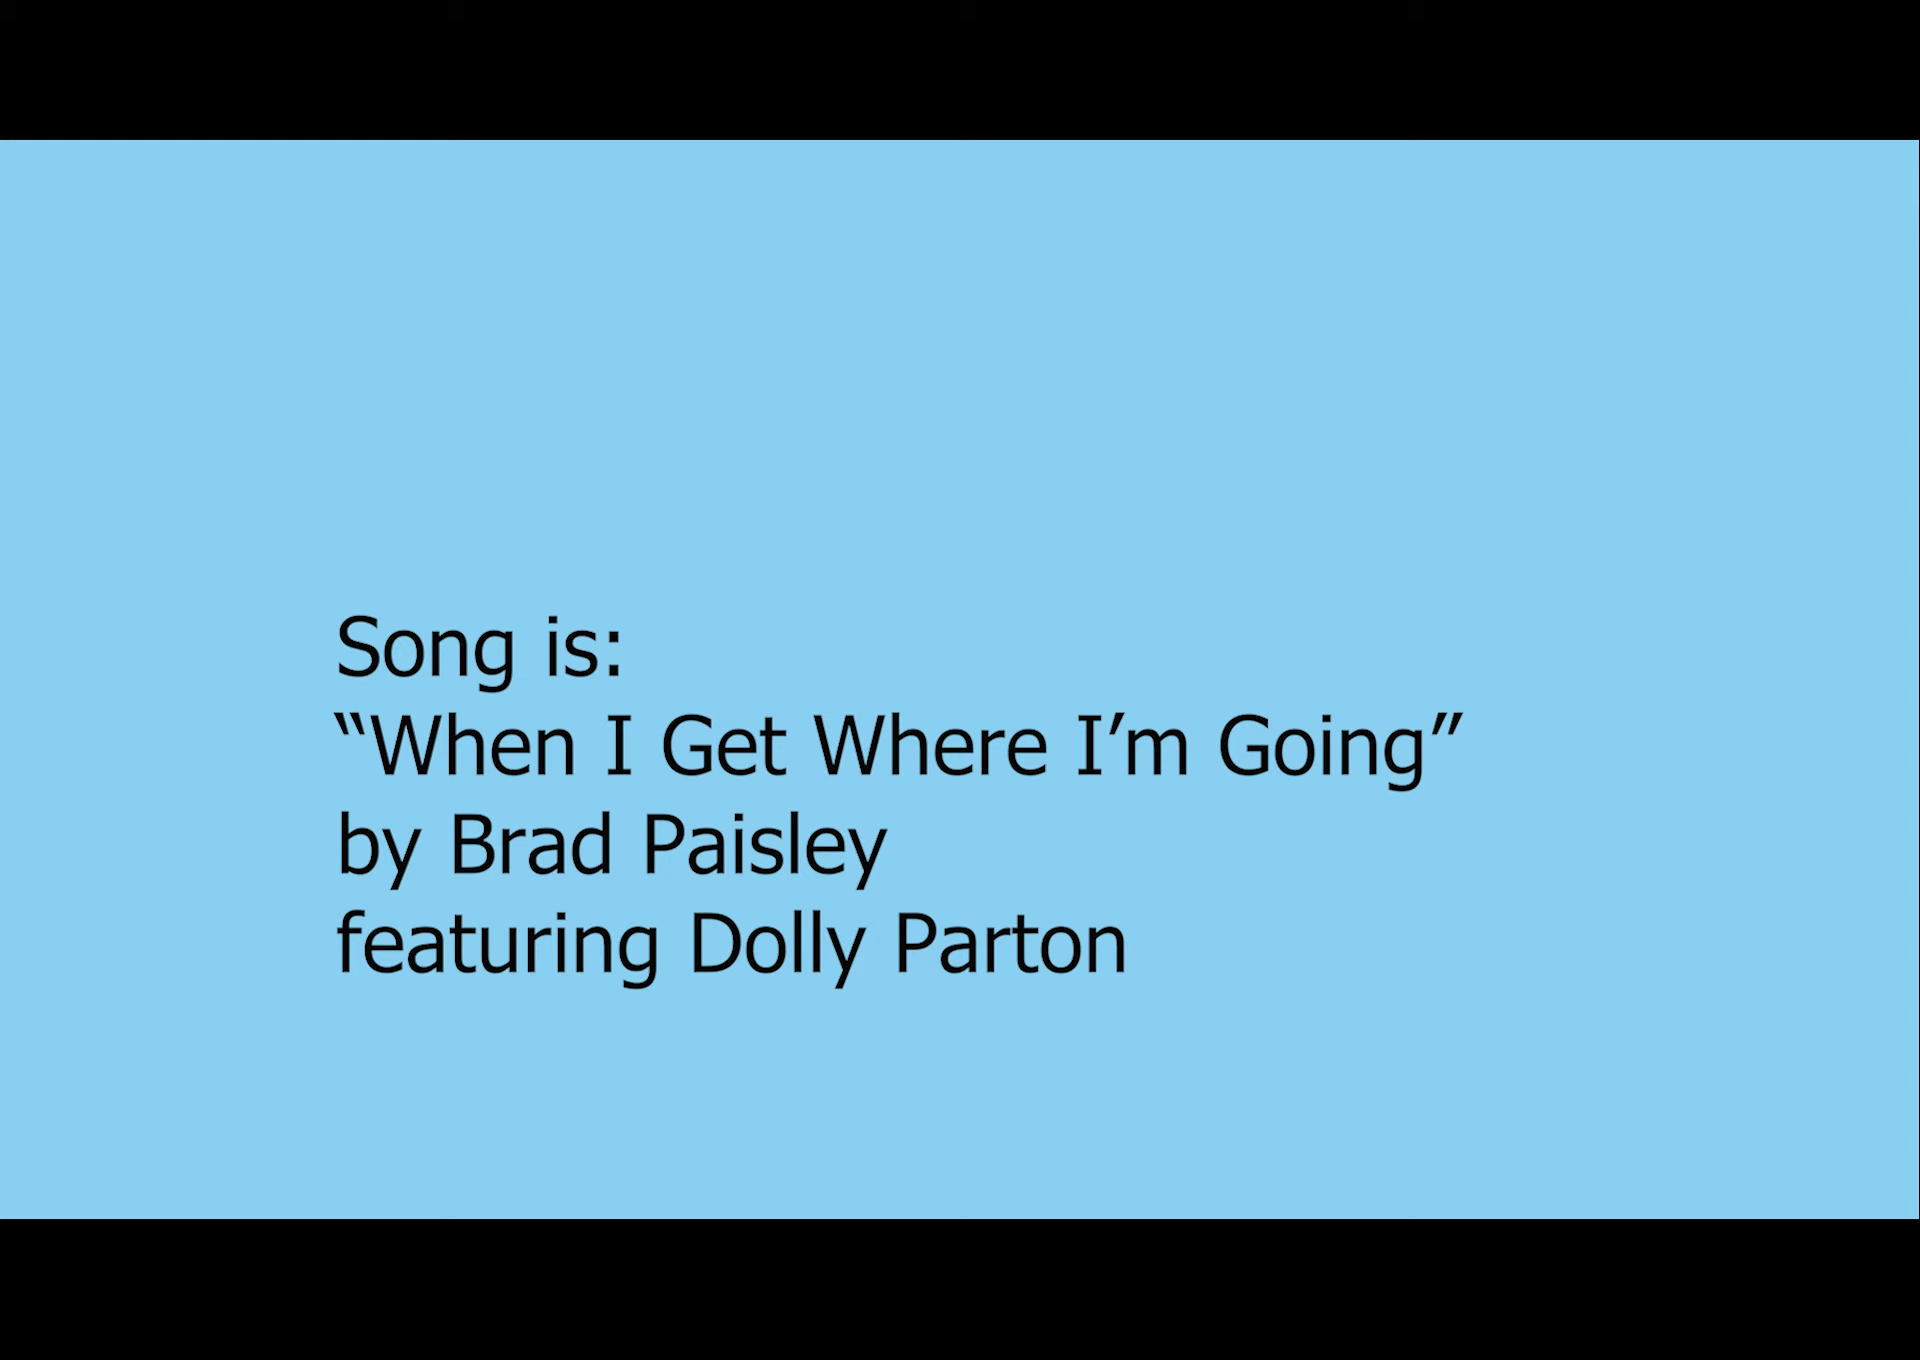 Song is:
“When I Get Where I’m Going”
by Brad Paisley
featuring Dolly Parton